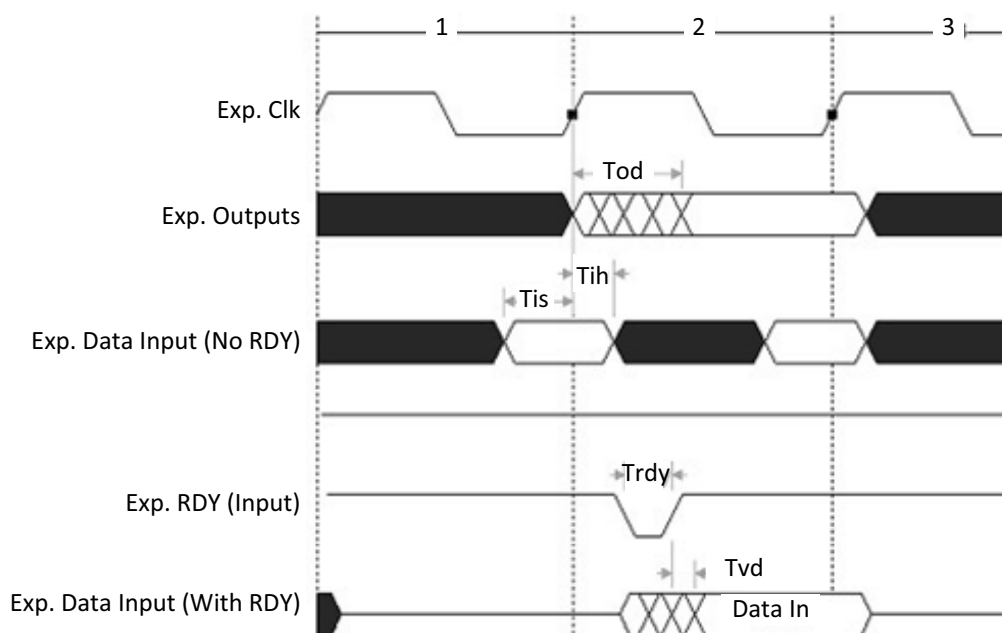 1 2 3
Exp. Clk
Tod
Exp. Outputs
Tih
Tis
Exp. Data Input (No RDY)
Trdy
Exp. RDY (Input)
Tvd
Exp. Data Input (With RDY) Data In